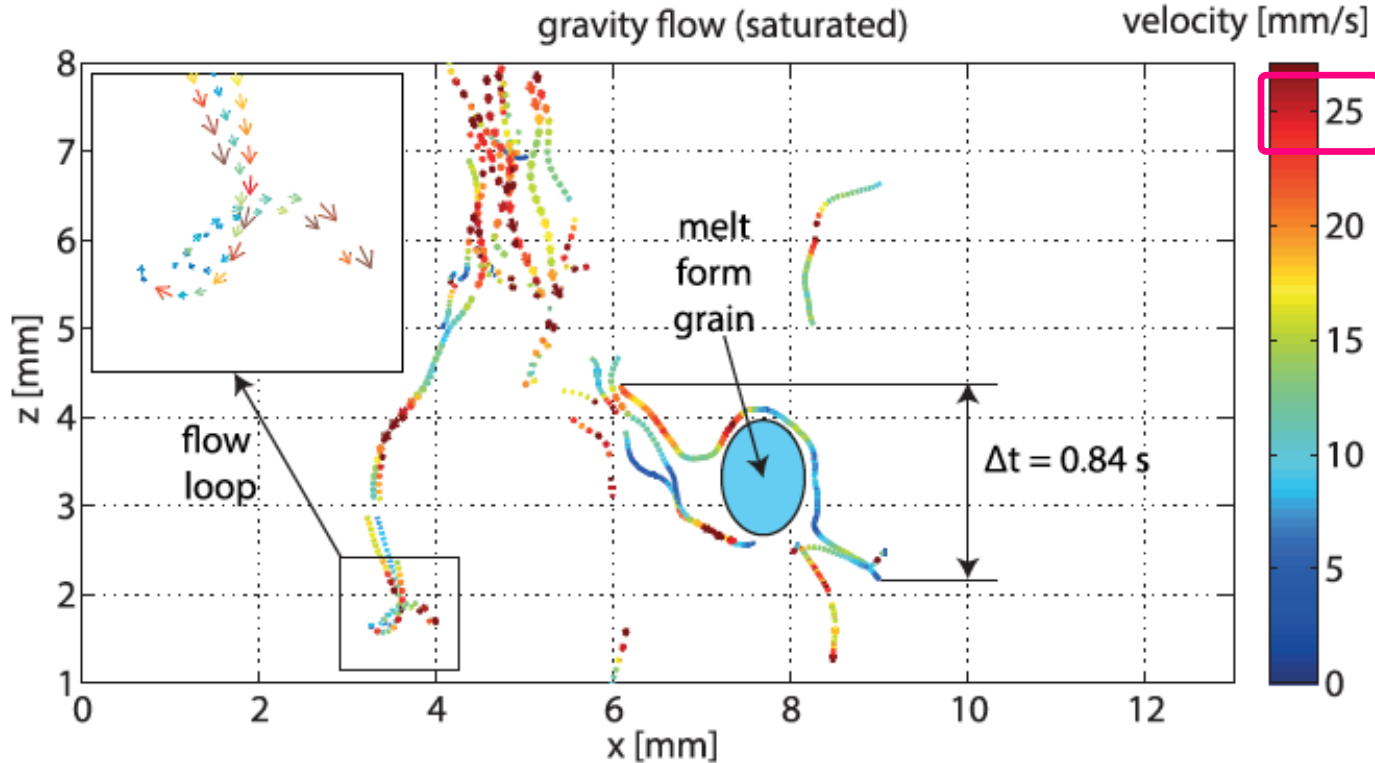 gravity flow (saturated)
velocity [mm/s]
8
7
6
5
4
3
2
1
z [mm]
0
2
4
6
8
10
12
x [mm]
flow
loop
melt
form
grain
Δt = 0.84 s
25
20
15
10
5
0